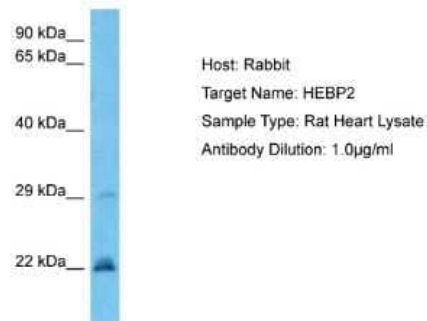 90 kDa
65 kDa
Host: Rabbit
Target Name: HEBP2
40 kDa
Sample Type: Rat Heart Lysate
Antibody Dilution: 1.0µg/ml
29 kDa
22 kDa